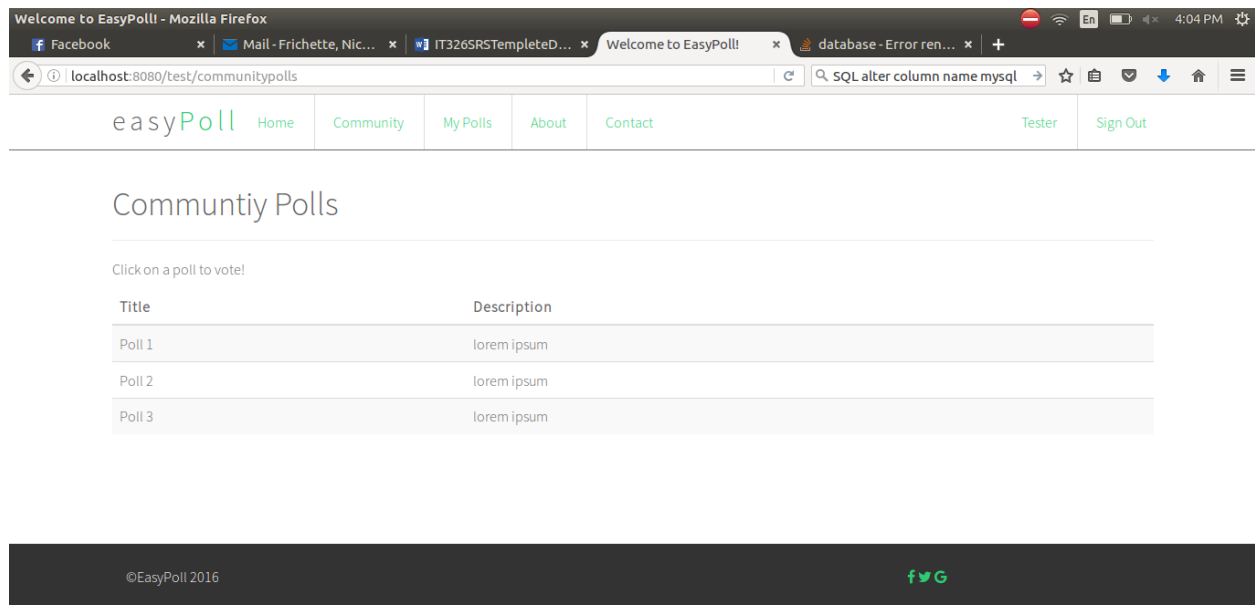 Welcome to EasyPoll! - Mozilla Firefox En 4:04 PM
Facebook Mail - Frichette, Nic... IT326SRSTempleteD... Welcome to EasyPoll! database - Error ren...
localhost:8080/test/communitypolls SQL alter column name mysql
easyPoll Home Community My Polls About Contact Tester Sign Out
Communtiy Polls
Click on a poll to vote!
Title Description
Poll 1 lorem ipsum
Poll 2 lorem ipsum
Poll 3 lorem ipsum
©EasyPoll 2016